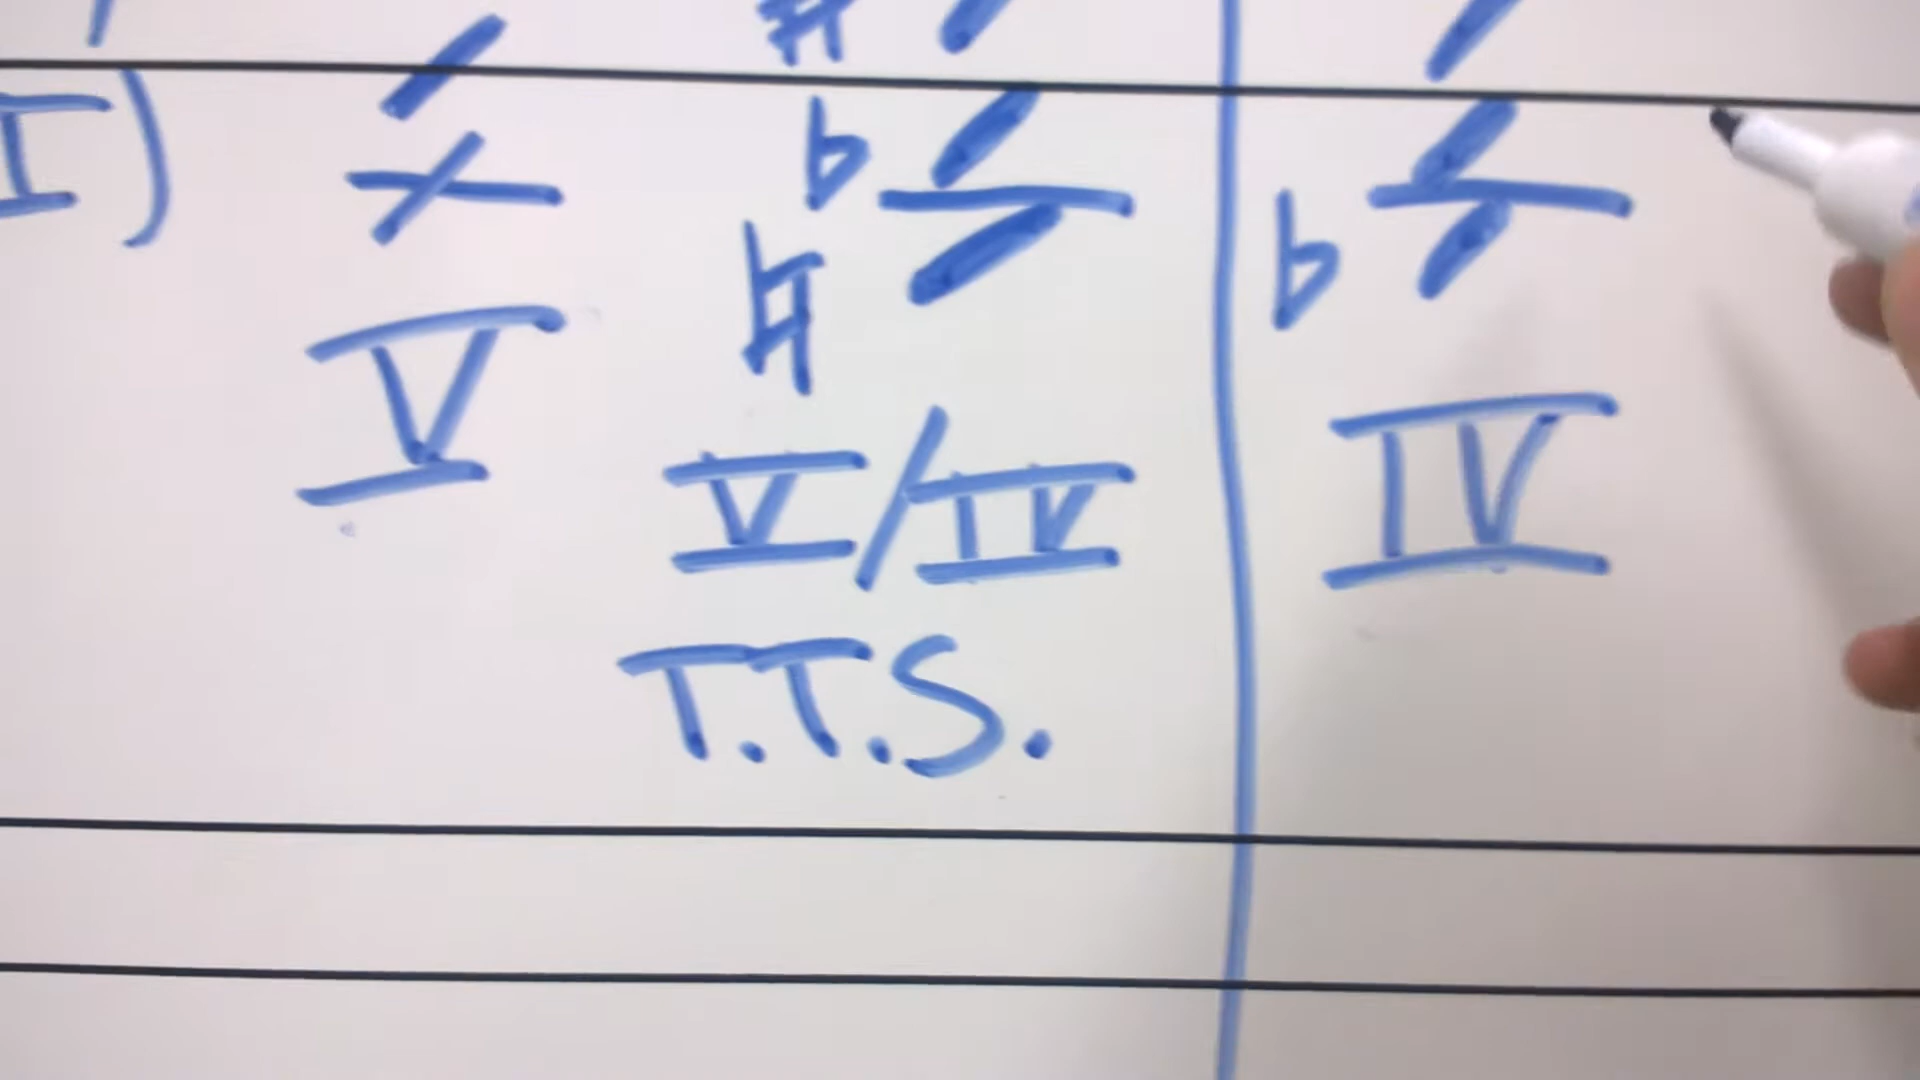 I)
♯
♭
♮
♭
V
V/IV
IV
T.T.S.